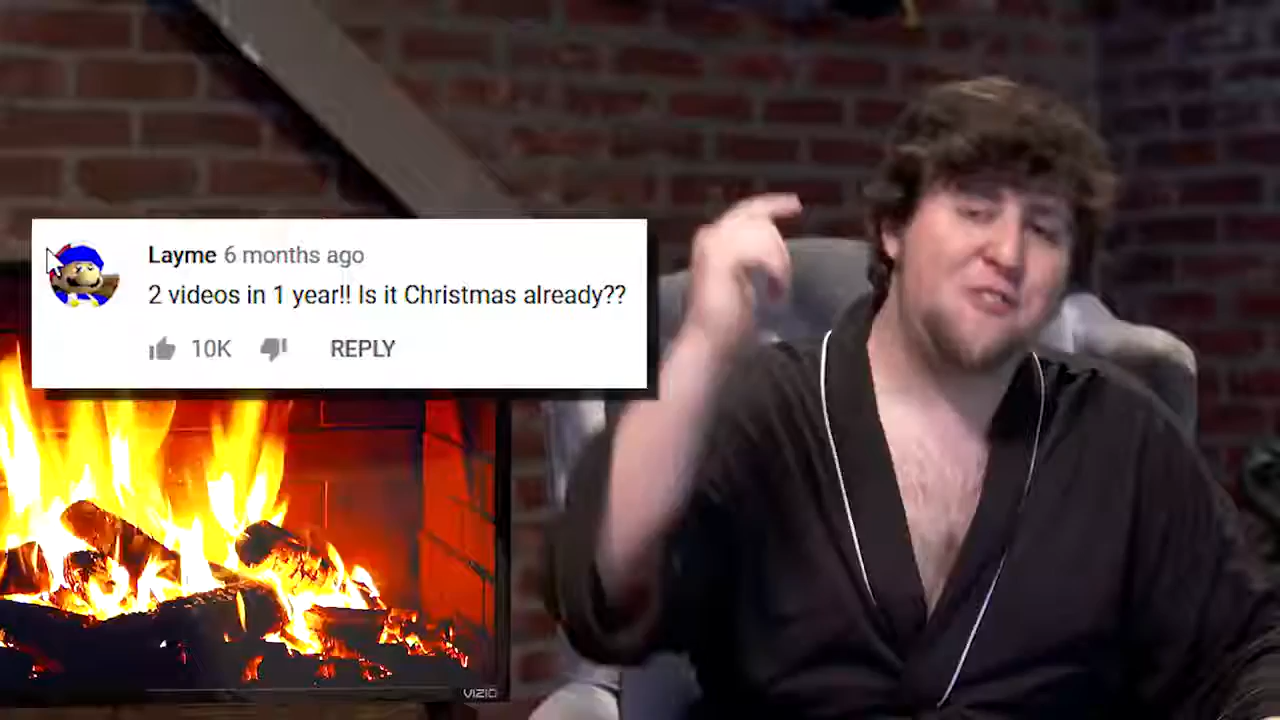 Layme 6 months ago
2 videos in 1 year!! Is it Christmas already??
10K REPLY
VIZIO